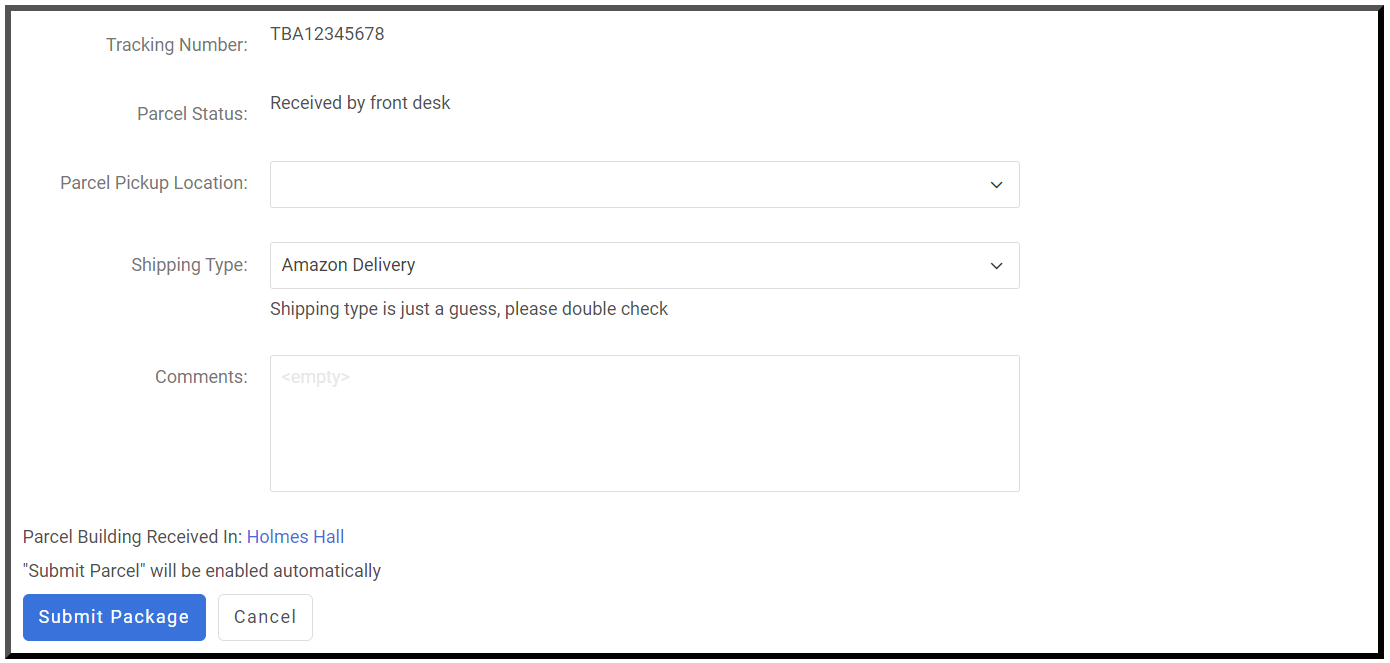 Tracking Number: TBA12345678
Parcel Status: Received by front desk
Parcel Pickup Location:
Shipping Type: Amazon Delivery
Shipping type is just a guess, please double check
Comments: <empty>
Parcel Building Received In: Holmes Hall
"Submit Parcel" will be enabled automatically
Submit Package Cancel